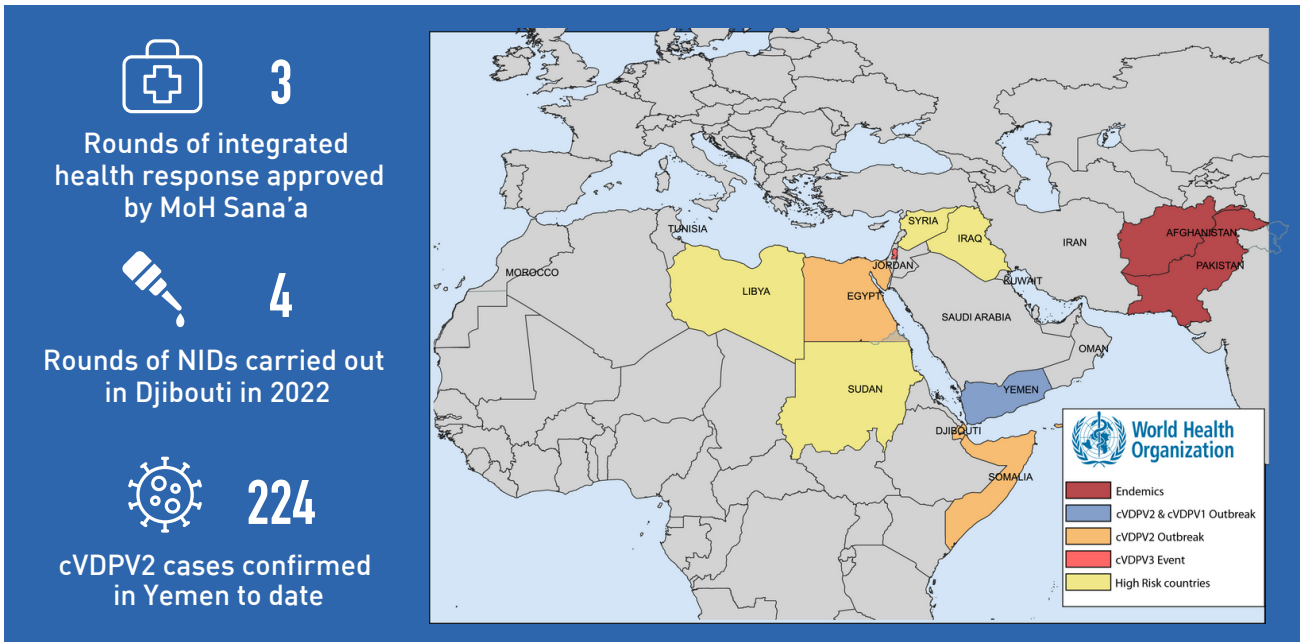 3
Rounds of integrated
health response approved
by MoH Sana’a
4
Rounds of NIDs carried out
in Djibouti in 2022
224
cVDPV2 cases confirmed
in Yemen to date
TUNISIA
MOROCCO
LIBYA
EGYPT
SUDAN
SYRIA
IRAQ
JORDAN
KUWAIT
IRAN
AFGHANISTAN
PAKISTAN
SAUDI ARABIA
OMAN
YEMEN
DJIBOUTI
SOMALIA
World Health
Organization
Endemics
cVDPV2 & cVDPV1 Outbreak
cVDPV2 Outbreak
cVDPV3 Event
High Risk countries